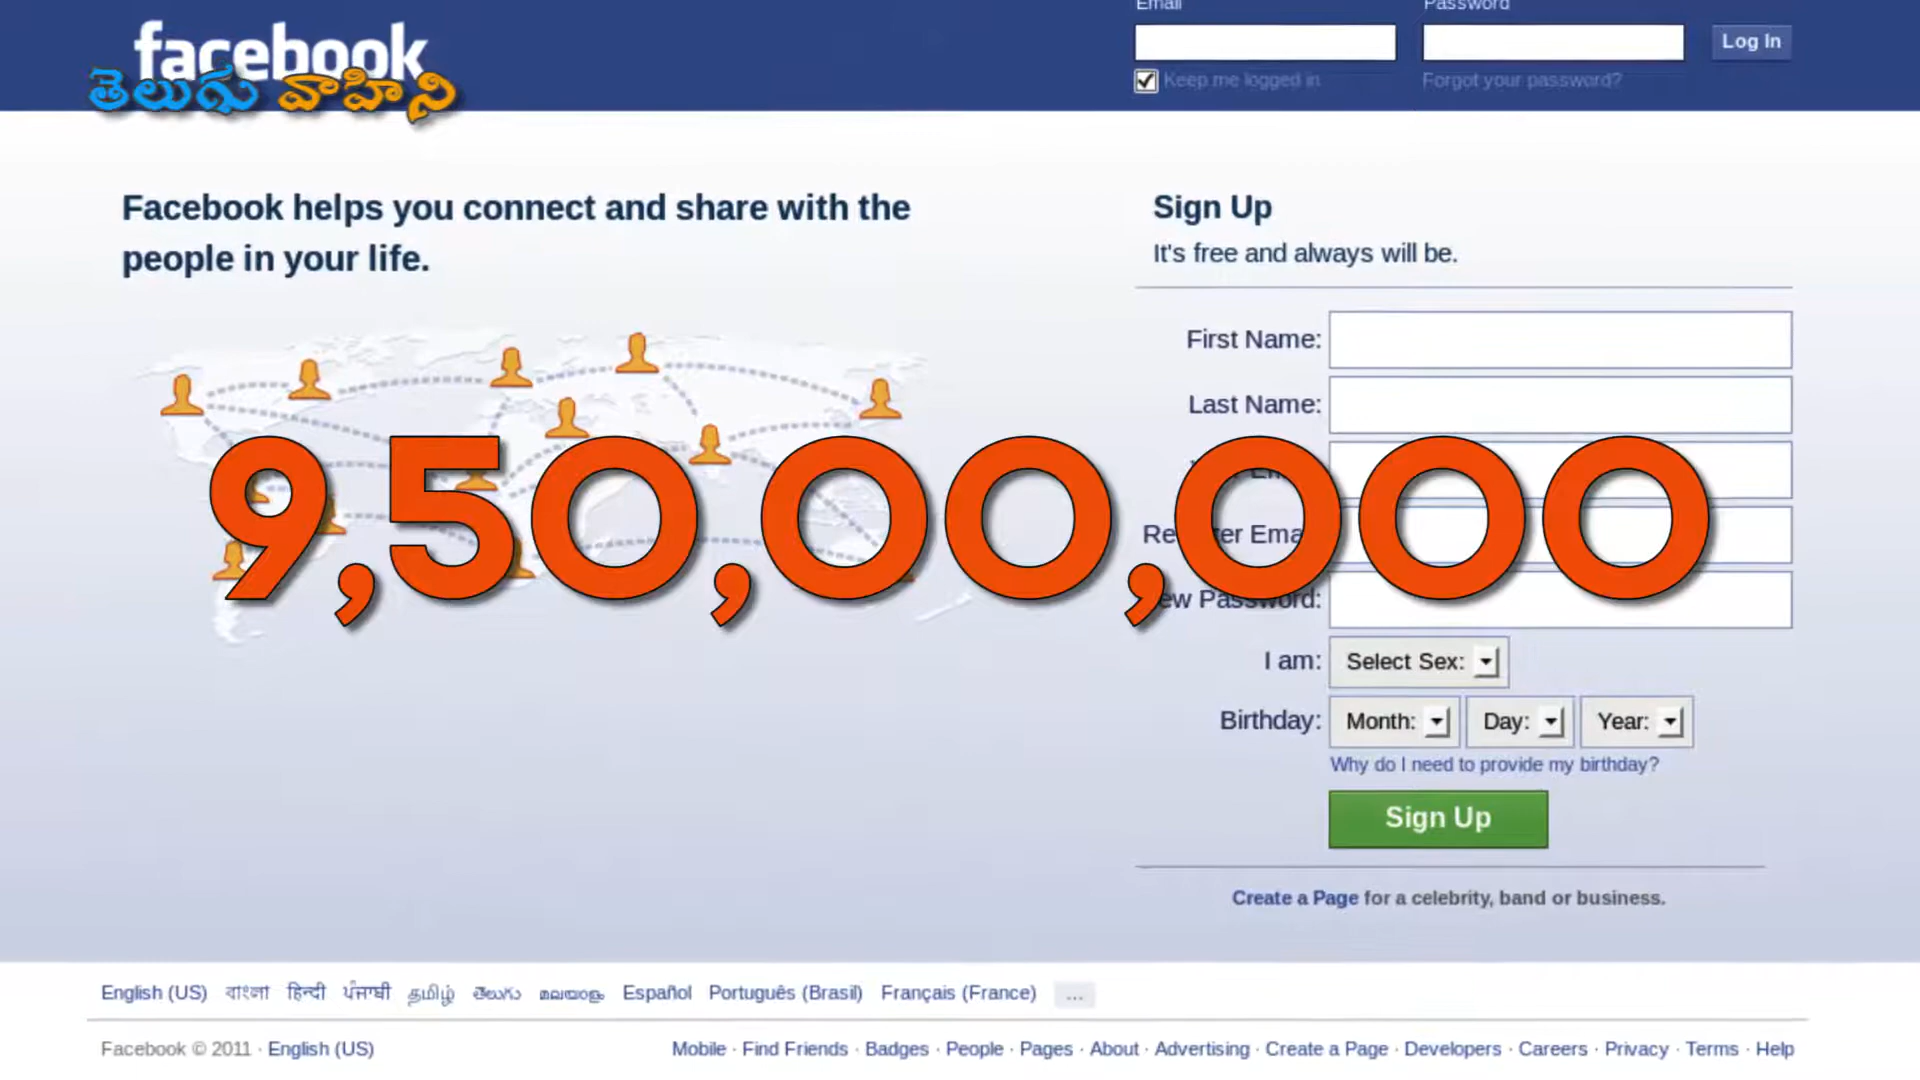 Email Password
facebook
తెలుగు వాహిని
Log In
Keep me logged in Forgot your password?
Facebook helps you connect and share with the
people in your life.
Sign Up
It's free and always will be.
First Name:
Last Name:
9,50,00,000
Password:
I am: Select Sex:
Birthday: Month: Day: Year:
Why do I need to provide my birthday?
Sign Up
Create a Page for a celebrity, band or business.
English (US) বাংলা हिन्दी ਪੰਜਾਬੀ தமிழ் తెలుగు മലയാളം Español Português (Brasil) Français (France) ...
Facebook © 2011 · English (US)
Mobile · Find Friends · Badges · People · Pages · About · Advertising · Create a Page · Developers · Careers · Privacy · Terms · Help